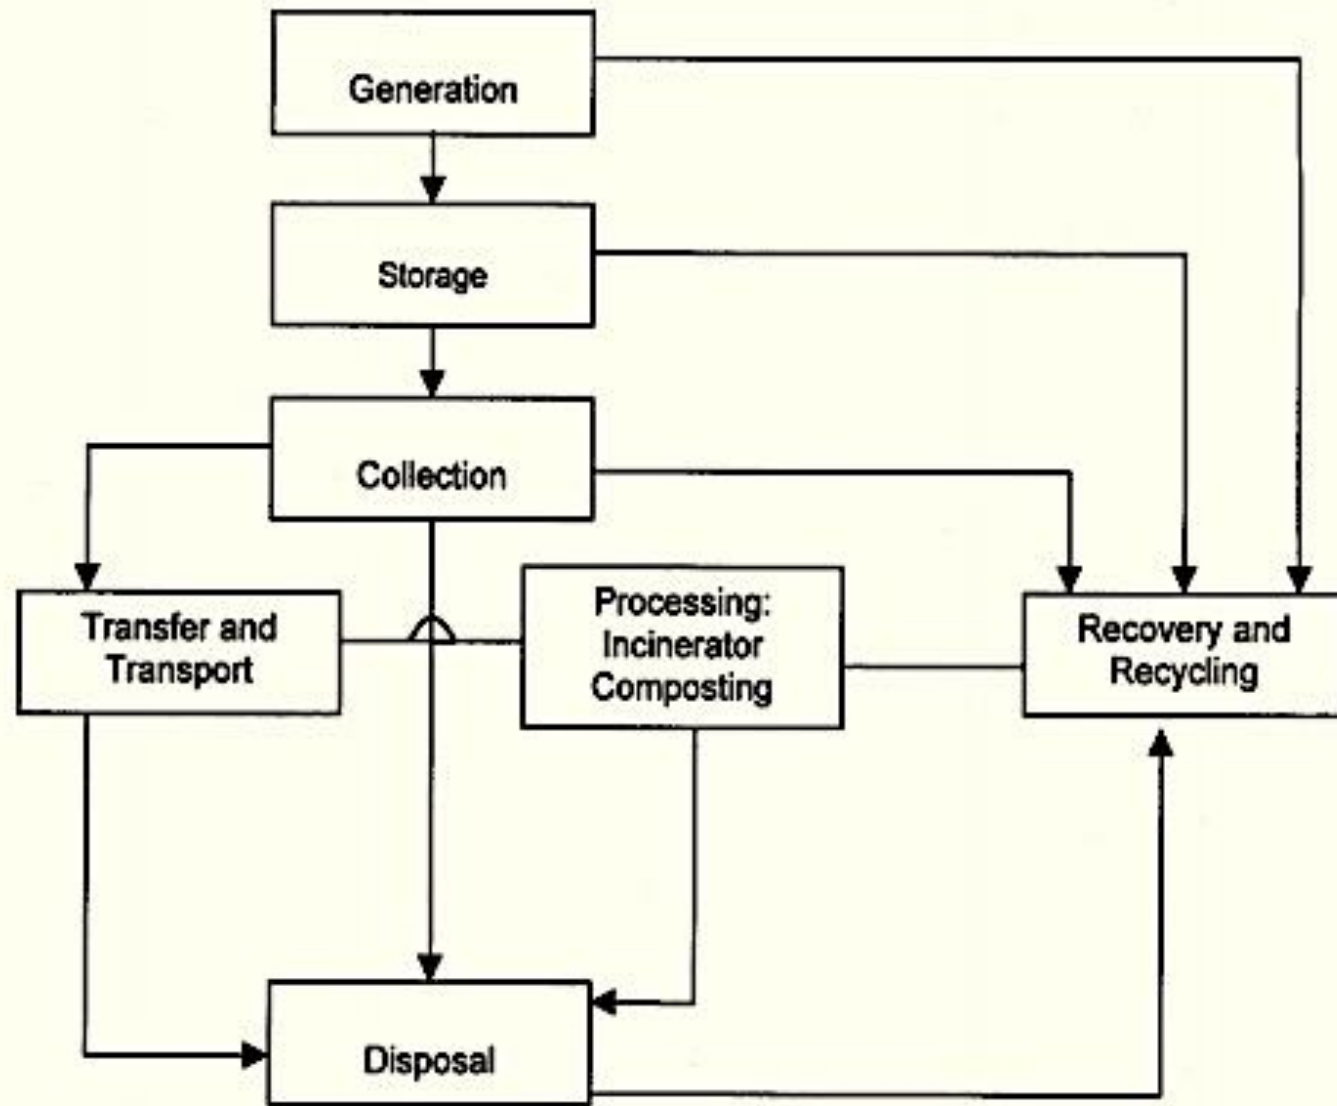 Generation
Storage
Collection
Transfer and
Transport
Processing:
Incinerator
Composting
Recovery and
Recycling
Disposal